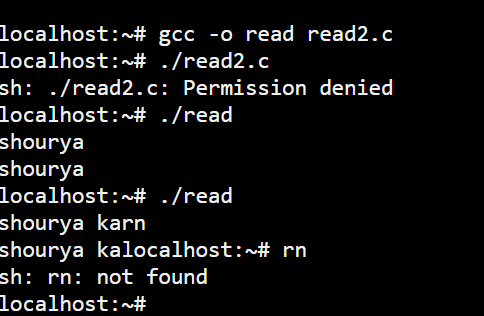 localhost:~# gcc -o read read2.c
localhost:~# ./read2.c
sh: ./read2.c: Permission denied
localhost:~# ./read
shourya
shourya
localhost:~# ./read
shourya karn
shourya kalocalhost:~# rn
sh: rn: not found
localhost:~#